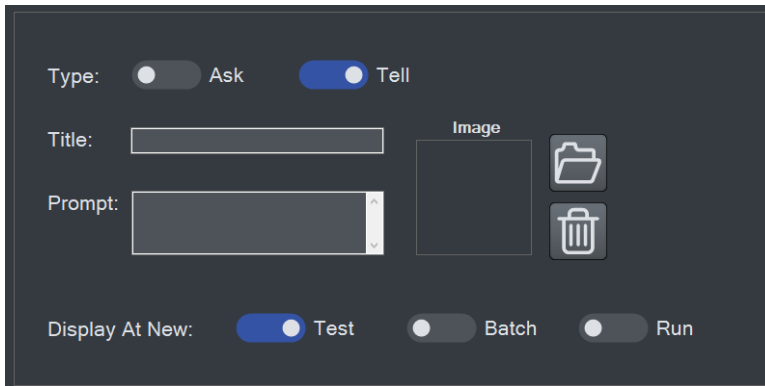 Type: Ask Tell
Title:
Image
Prompt:
Display At New: Test Batch Run